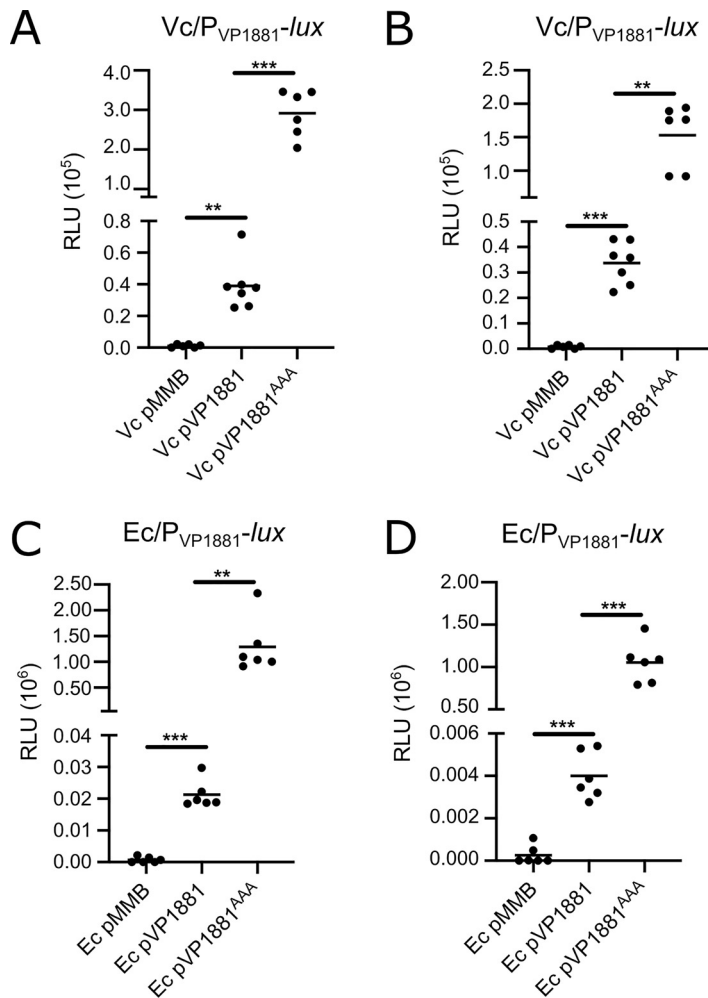 A
Vc/PVP1881-lux
RLU (10⁵)
4.0
3.0
2.0
1.0
0.8
0.6
0.4
0.2
0.0
***
**
Vc pMMB
Vc pVP1881
Vc pVP1881ᴬᴬᴬ
B
Vc/PVP1881-lux
RLU (10⁵)
2.5
2.0
1.5
1.0
0.5
0.4
0.3
0.2
0.1
0.0
**
***
Vc pMMB
Vc pVP1881
Vc pVP1881ᴬᴬᴬ
C
Ec/PVP1881-lux
RLU (10⁶)
2.50
2.00
1.50
1.00
0.50
0.04
0.03
0.02
0.01
0.00
**
***
Ec pMMB
Ec pVP1881
Ec pVP1881ᴬᴬᴬ
D
Ec/PVP1881-lux
RLU (10⁶)
2.00
1.50
1.00
0.50
0.006
0.004
0.002
0.000
***
***
Ec pMMB
Ec pVP1881
Ec pVP1881ᴬᴬᴬ